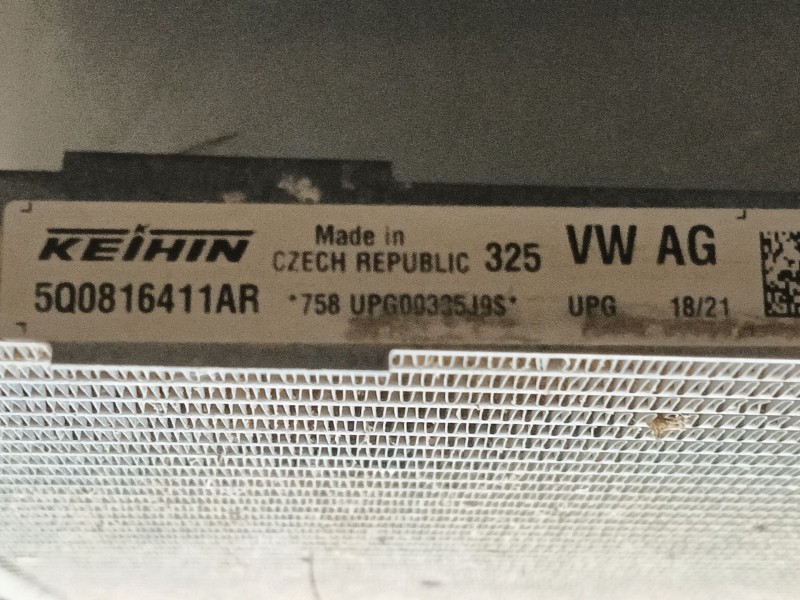 KEIHIN Made in CZECH REPUBLIC 325 VW AG
5Q0816411AR *758 UPG00335J9S* UPG 18/21